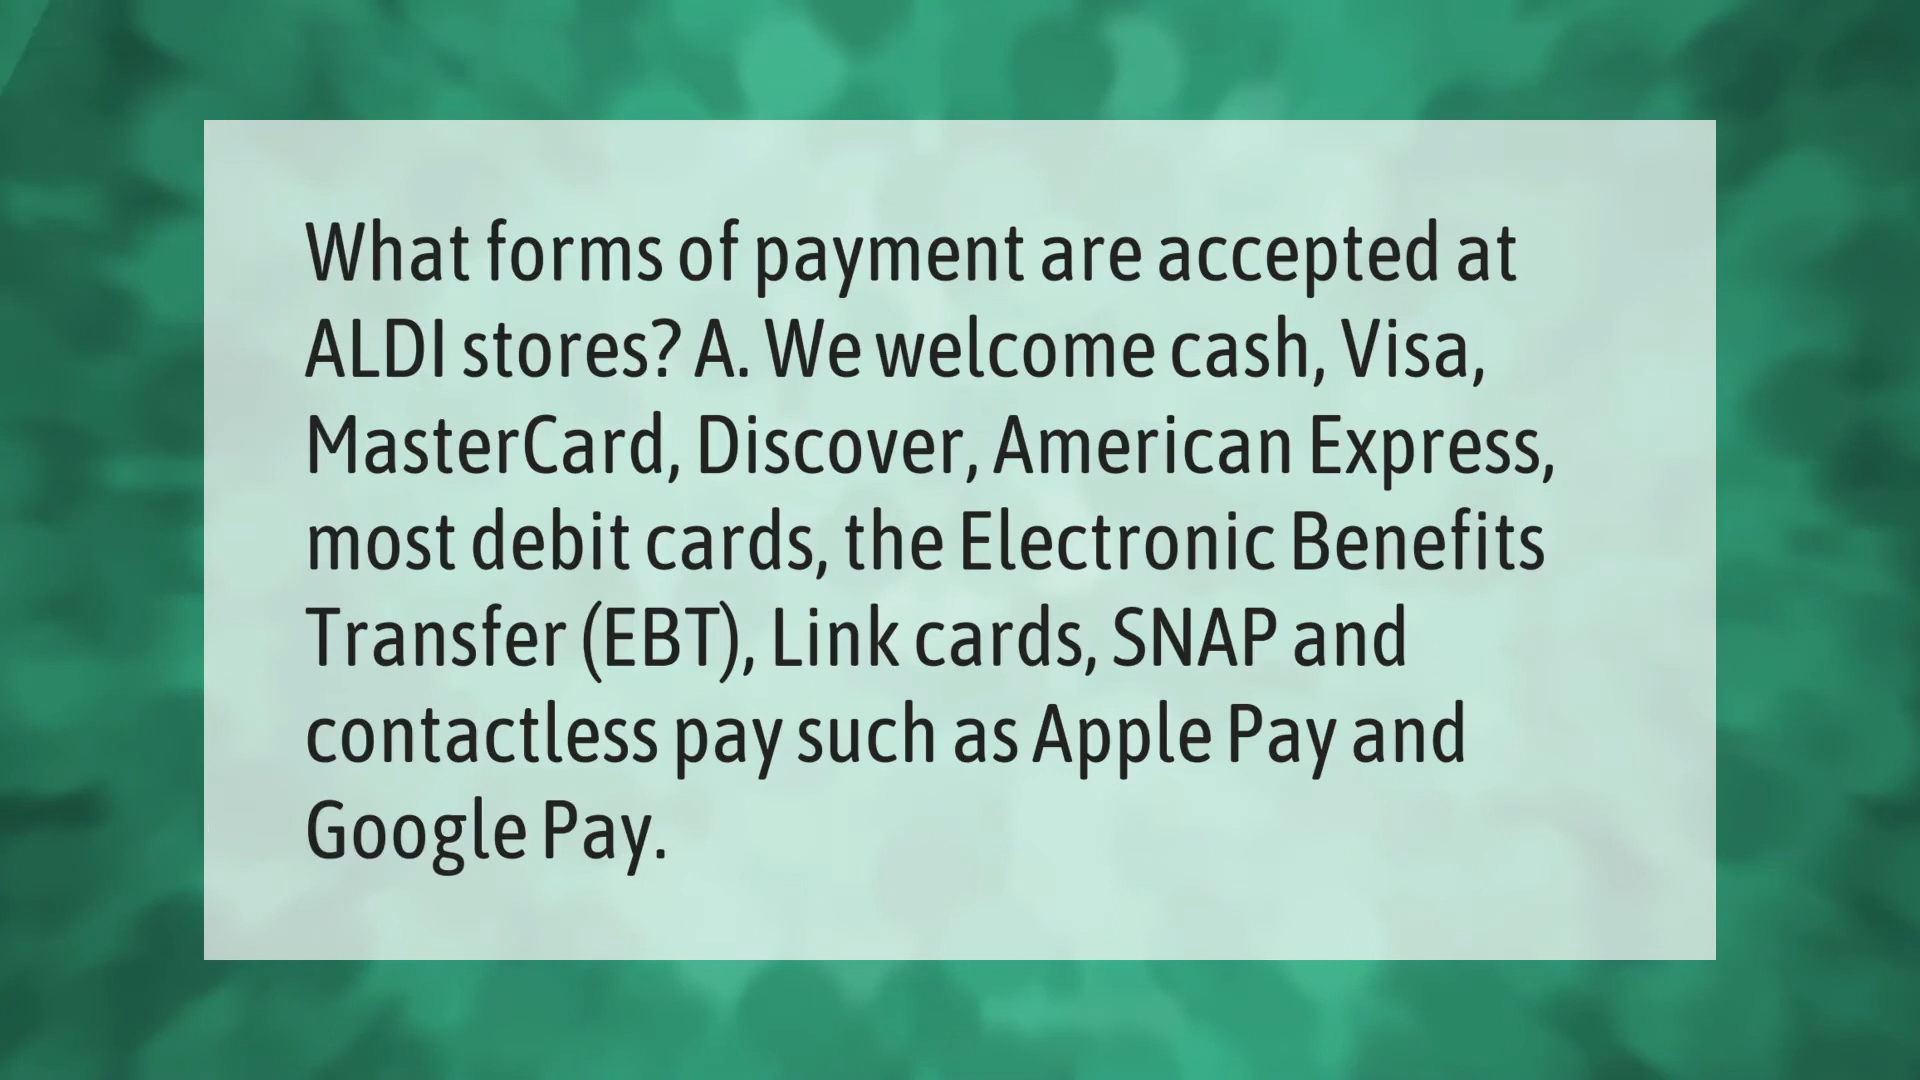 What forms of payment are accepted at
ALDI stores? A. We welcome cash, Visa,
MasterCard, Discover, American Express,
most debit cards, the Electronic Benefits
Transfer (EBT), Link cards, SNAP and
contactless pay such as Apple Pay and
Google Pay.